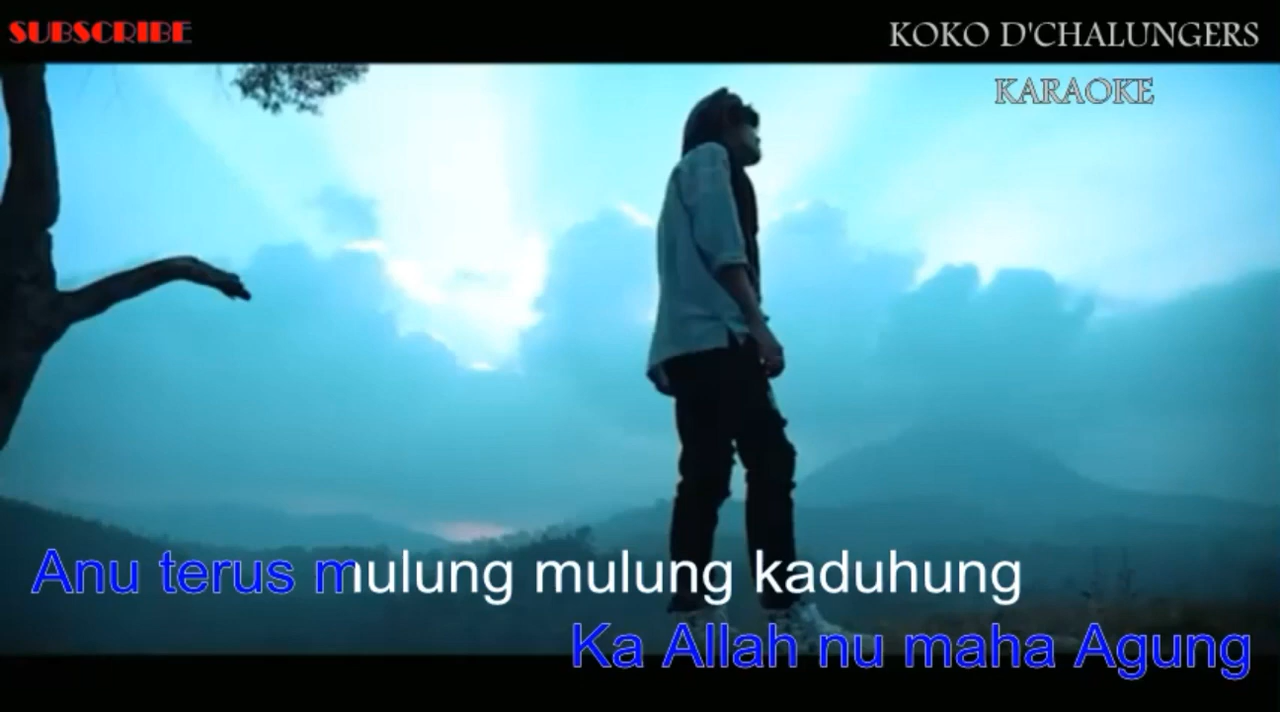 SUBSCRIBE
KOKO D'CHALUNGERS
KARAOKE
Anu terus mulung mulung kaduhung
Ka Allah nu maha Agung